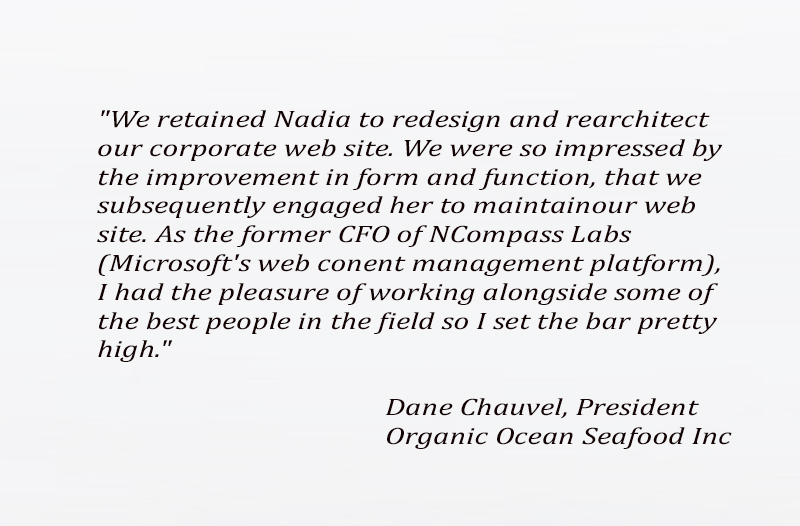 "We retained Nadia to redesign and rearchitect
our corporate web site. We were so impressed by
the improvement in form and function, that we
subsequently engaged her to maintainour web
site. As the former CFO of NCompass Labs
(Microsoft's web conent management platform),
I had the pleasure of working alongside some of
the best people in the field so I set the bar pretty
high."
Dane Chauvel, President
Organic Ocean Seafood Inc